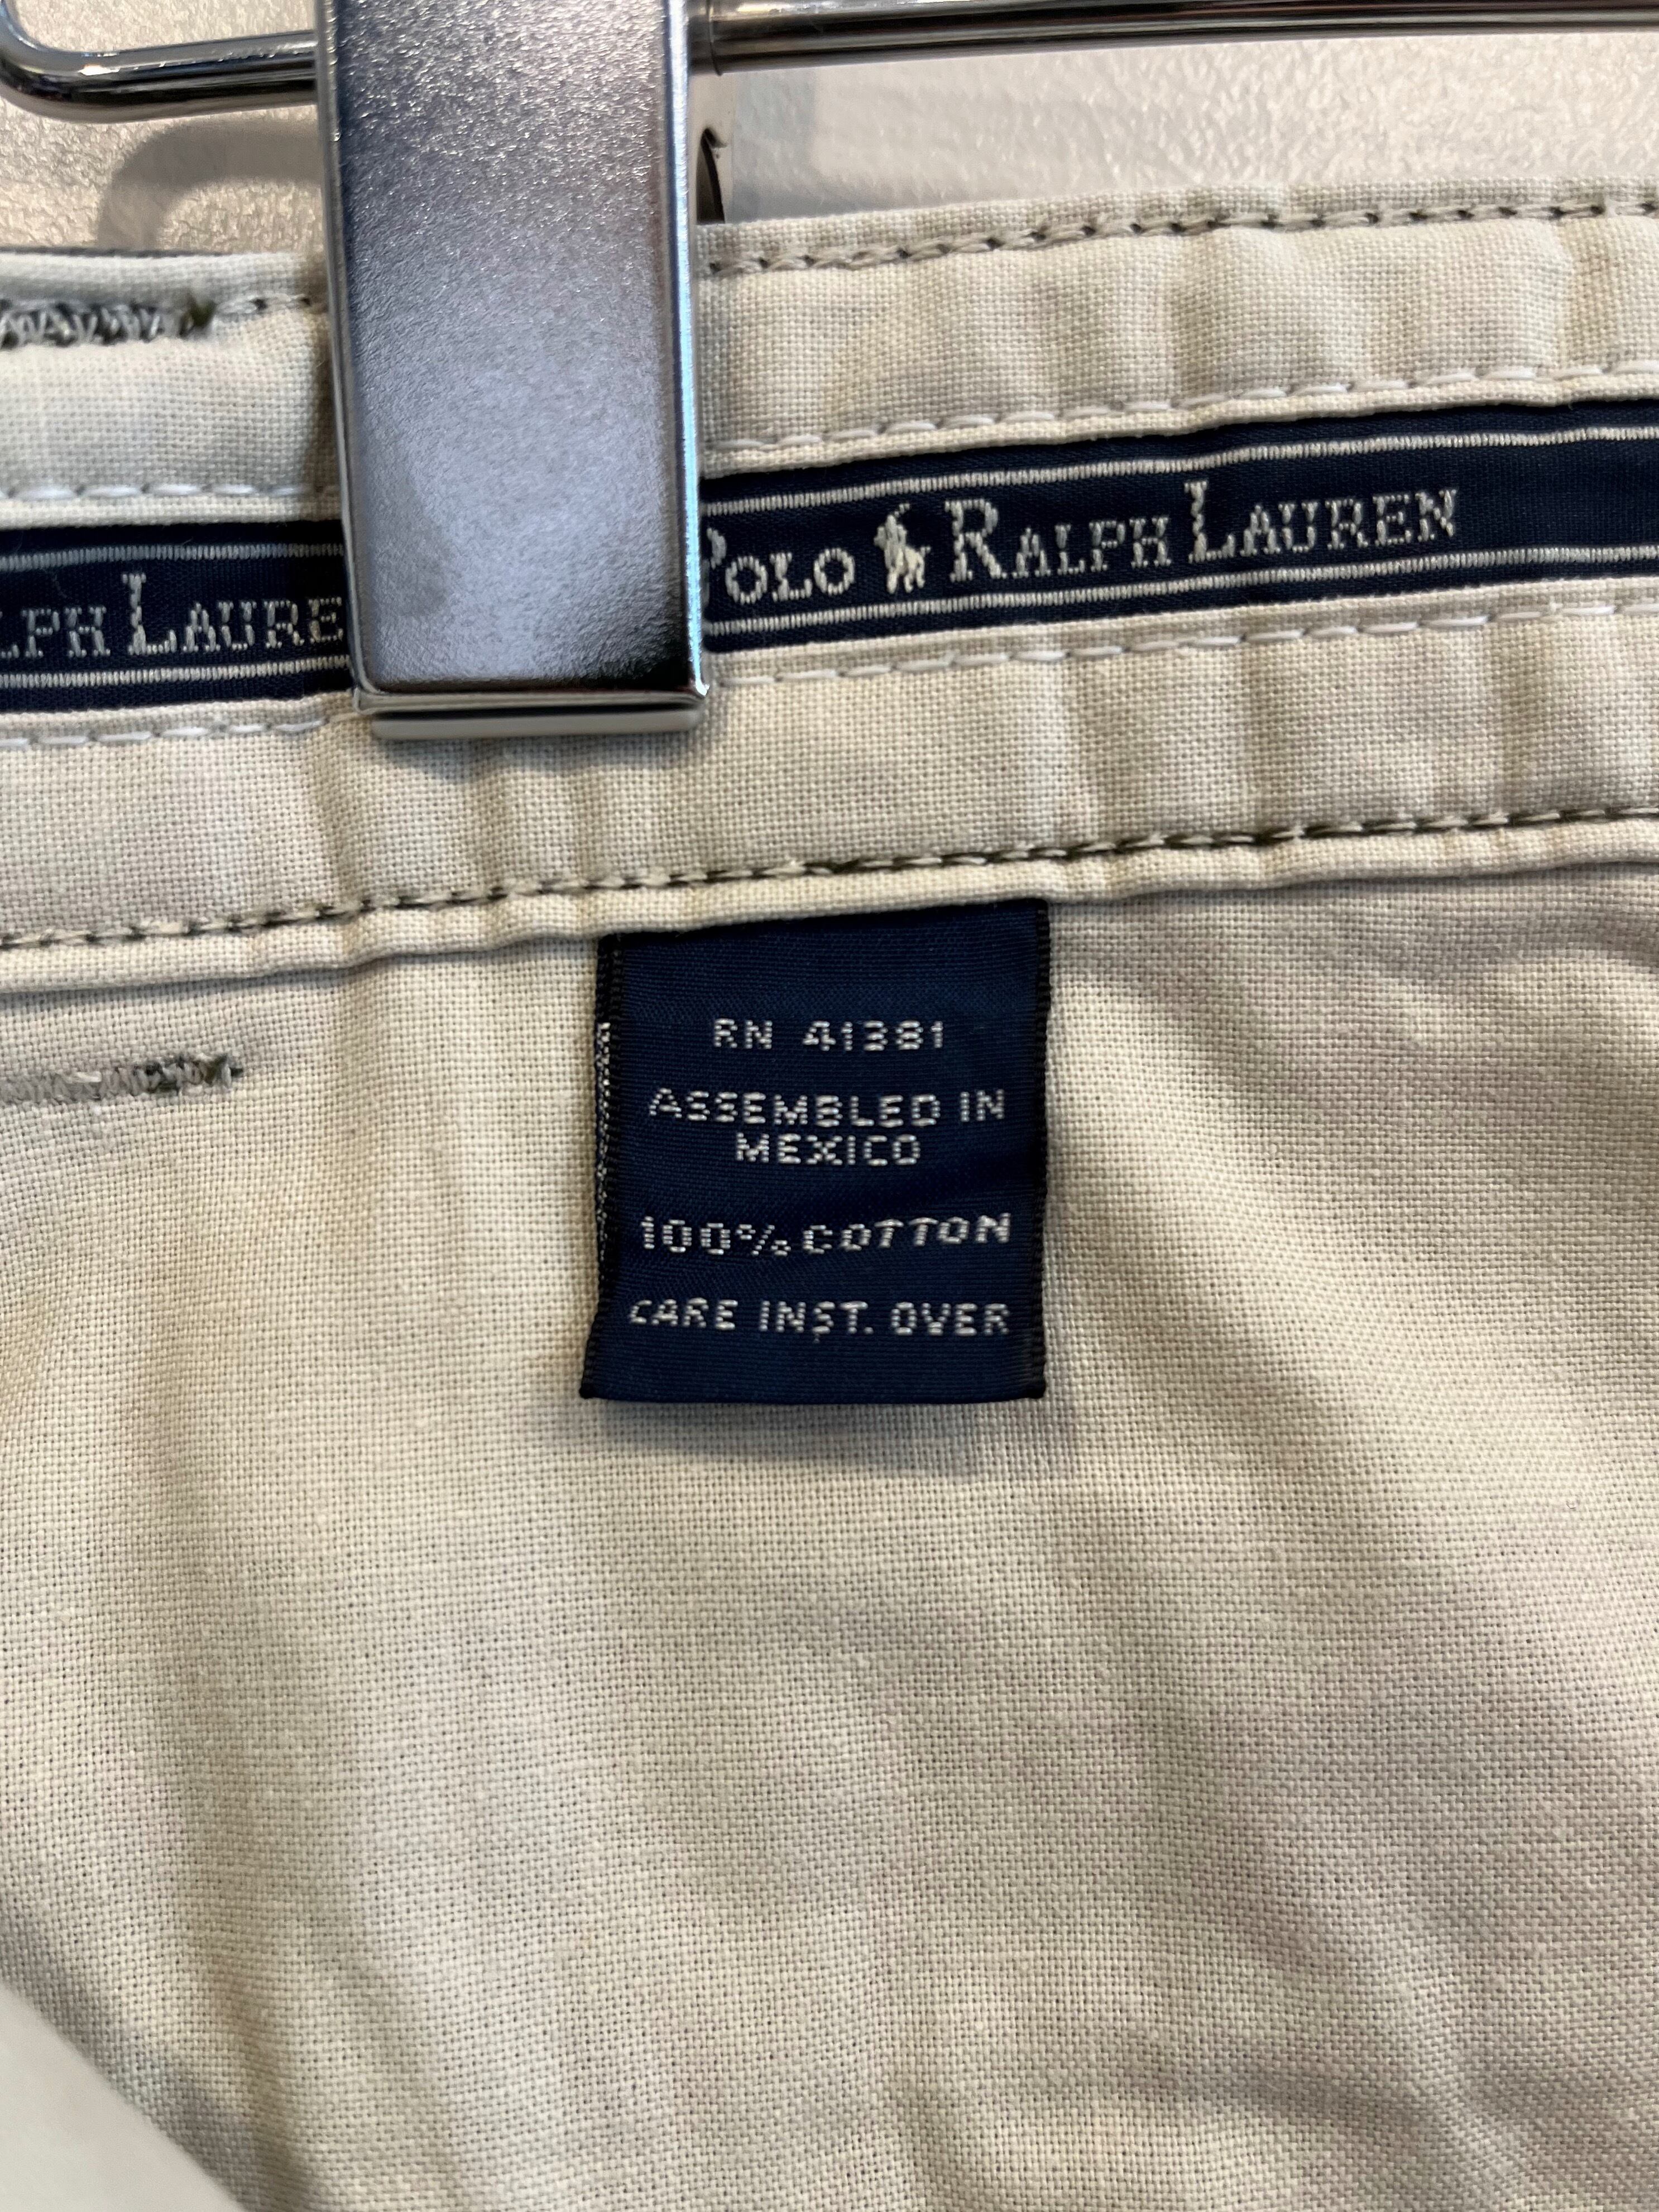 LPH LAURE
POLO RALPH LAUREN
RN 41381
ASSEMBLED IN
MEXICO
100% COTTON
CARE INST. OVER